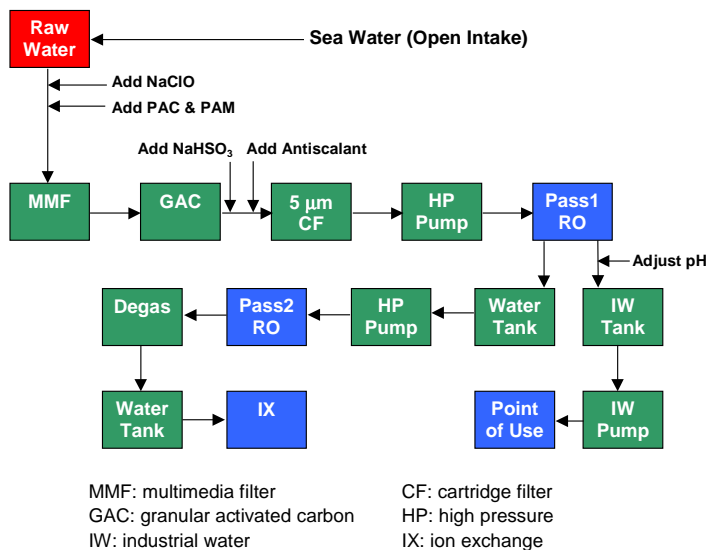 Raw
Water
Sea Water (Open Intake)
Add NaClO
Add PAC & PAM
Add NaHSO₃
Add Antiscalant
MMF
GAC
5 µm
CF
HP
Pump
Pass1
RO
Adjust pH
Degas
Pass2
RO
HP
Pump
Water
Tank
IW
Tank
Water
Tank
IX
Point
of Use
IW
Pump
MMF: multimedia filter
CF: cartridge filter
GAC: granular activated carbon
HP: high pressure
IW: industrial water
IX: ion exchange